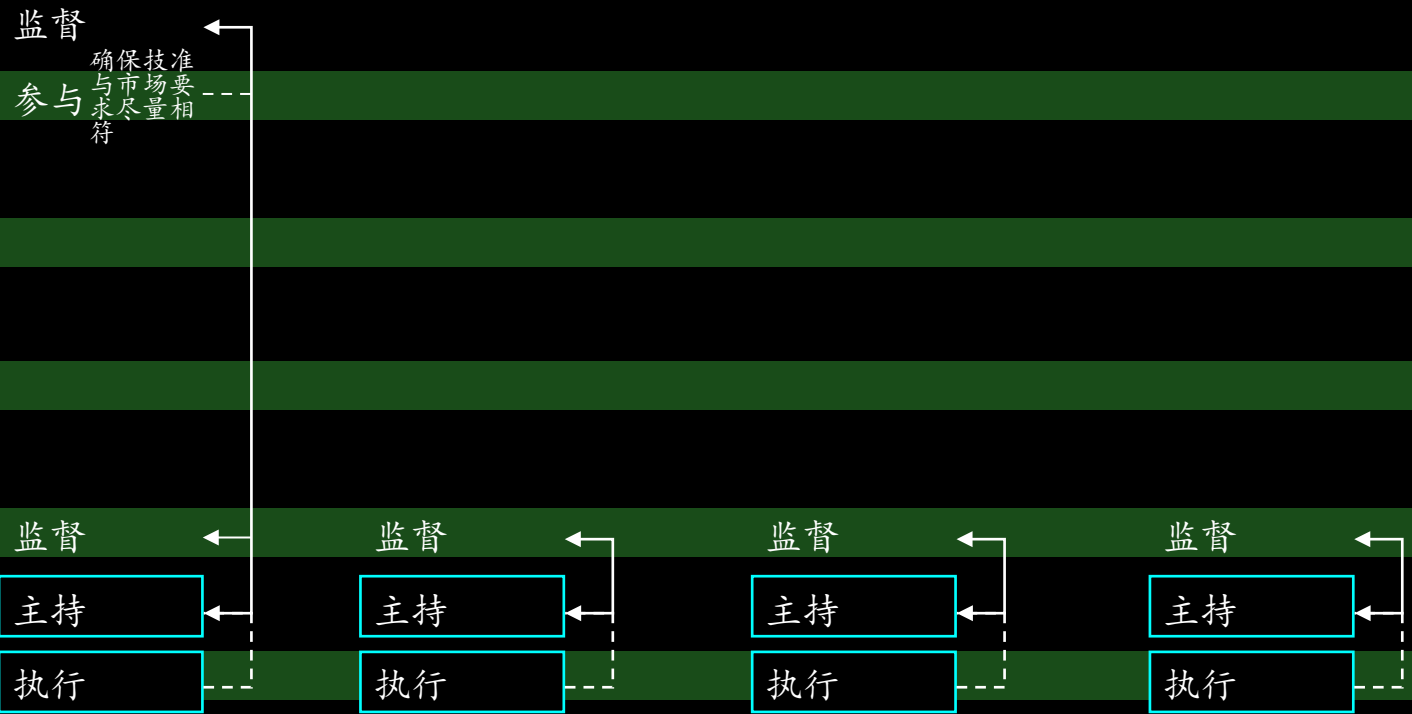 监督
参与
确保技准
与市场要
求尽量相
符
监督 监督 监督 监督
主持 主持 主持 主持
执行 执行 执行 执行